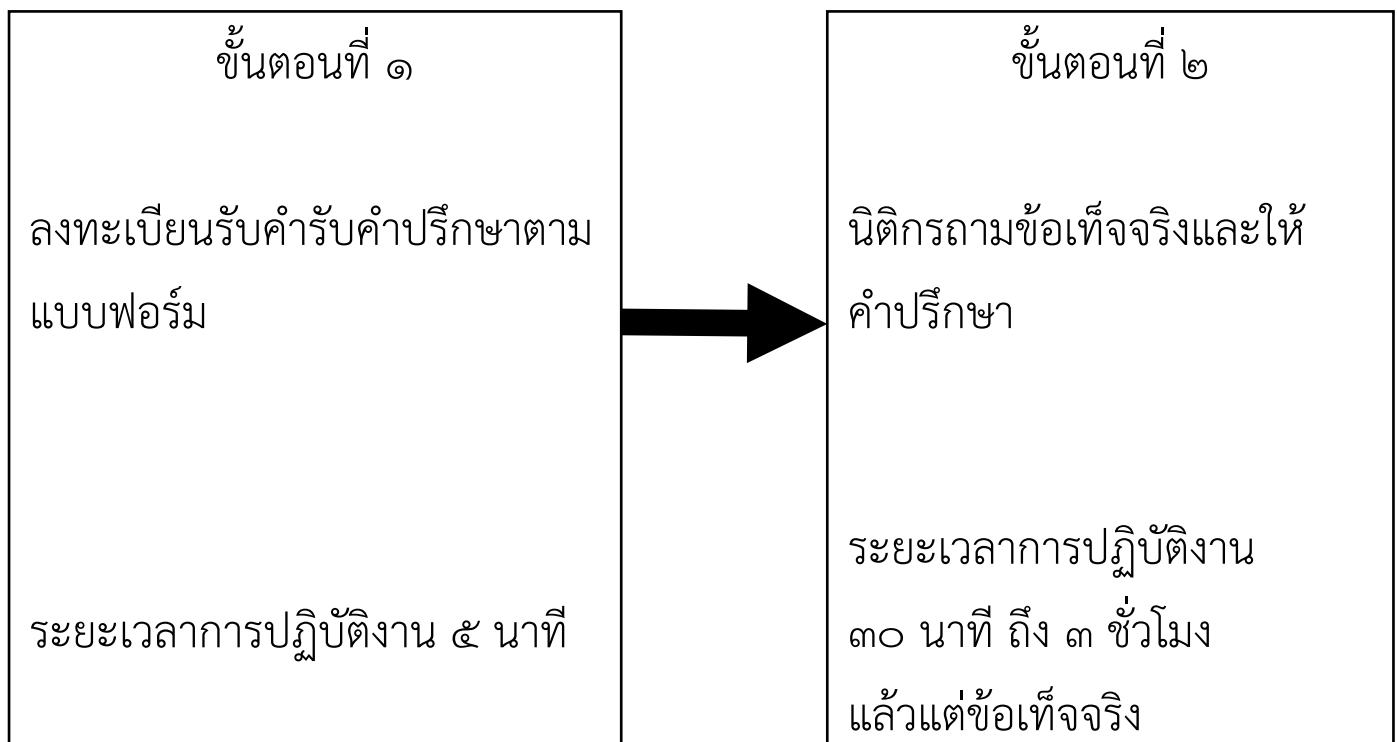 ขั้นตอนที่ ๑
ลงทะเบียนรับคำรับคำปรึกษาตาม
แบบฟอร์ม
ระยะเวลาการปฏิบัติงาน ๕ นาที
ขั้นตอนที่ ๒
นิติกรถามข้อเท็จจริงและให้
คำปรึกษา
ระยะเวลาการปฏิบัติงาน
๓๐ นาที ถึง ๓ ชั่วโมง
แล้วแต่ข้อเท็จจริง